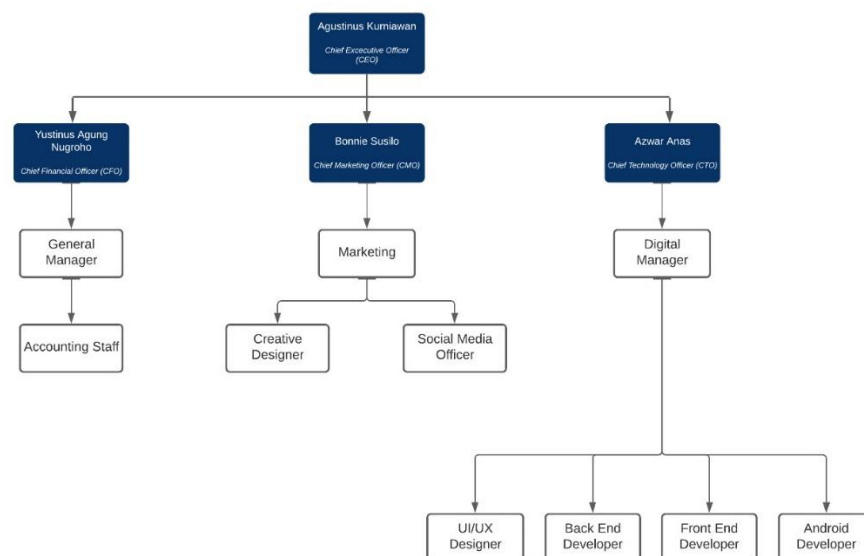 Agustinus Kurniawan
Chief Excecutive Officer
(CEO)
Yustinus Agung
Nugroho
Chief Financial Officer (CFO)
Bonnie Susilo
Chief Marketing Officer (CMO)
Azwar Anas
Chief Technology Officer (CTO)
General
Manager
Marketing
Digital
Manager
Accounting Staff
Creative
Designer
Social Media
Officer
UI/UX
Designer
Back End
Developer
Front End
Developer
Android
Developer